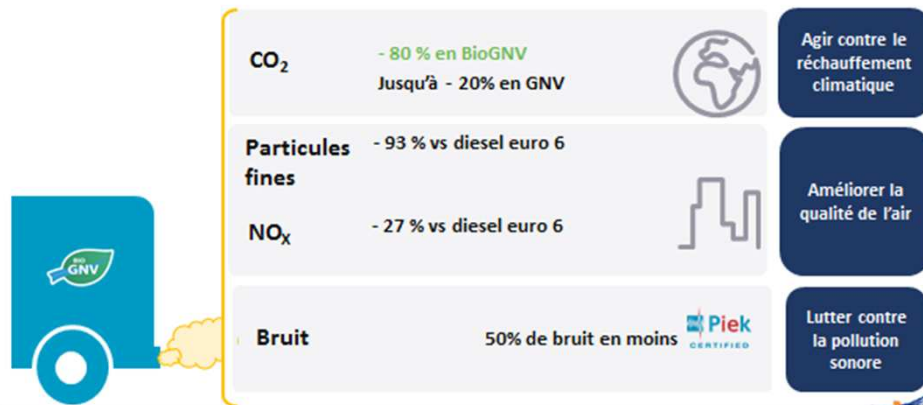 CO2
- 80 % en BioGNV
Jusqu'à - 20% en GNV
Agir contre le
réchauffement
climatique
Particules
fines
- 93 % vs diesel euro 6
NOX
- 27 % vs diesel euro 6
Améliorer la
qualité de l'air
BIO
GNV
Bruit
50% de bruit en moins
Piek
CERTIFIED
Lutter contre
la pollution
sonore